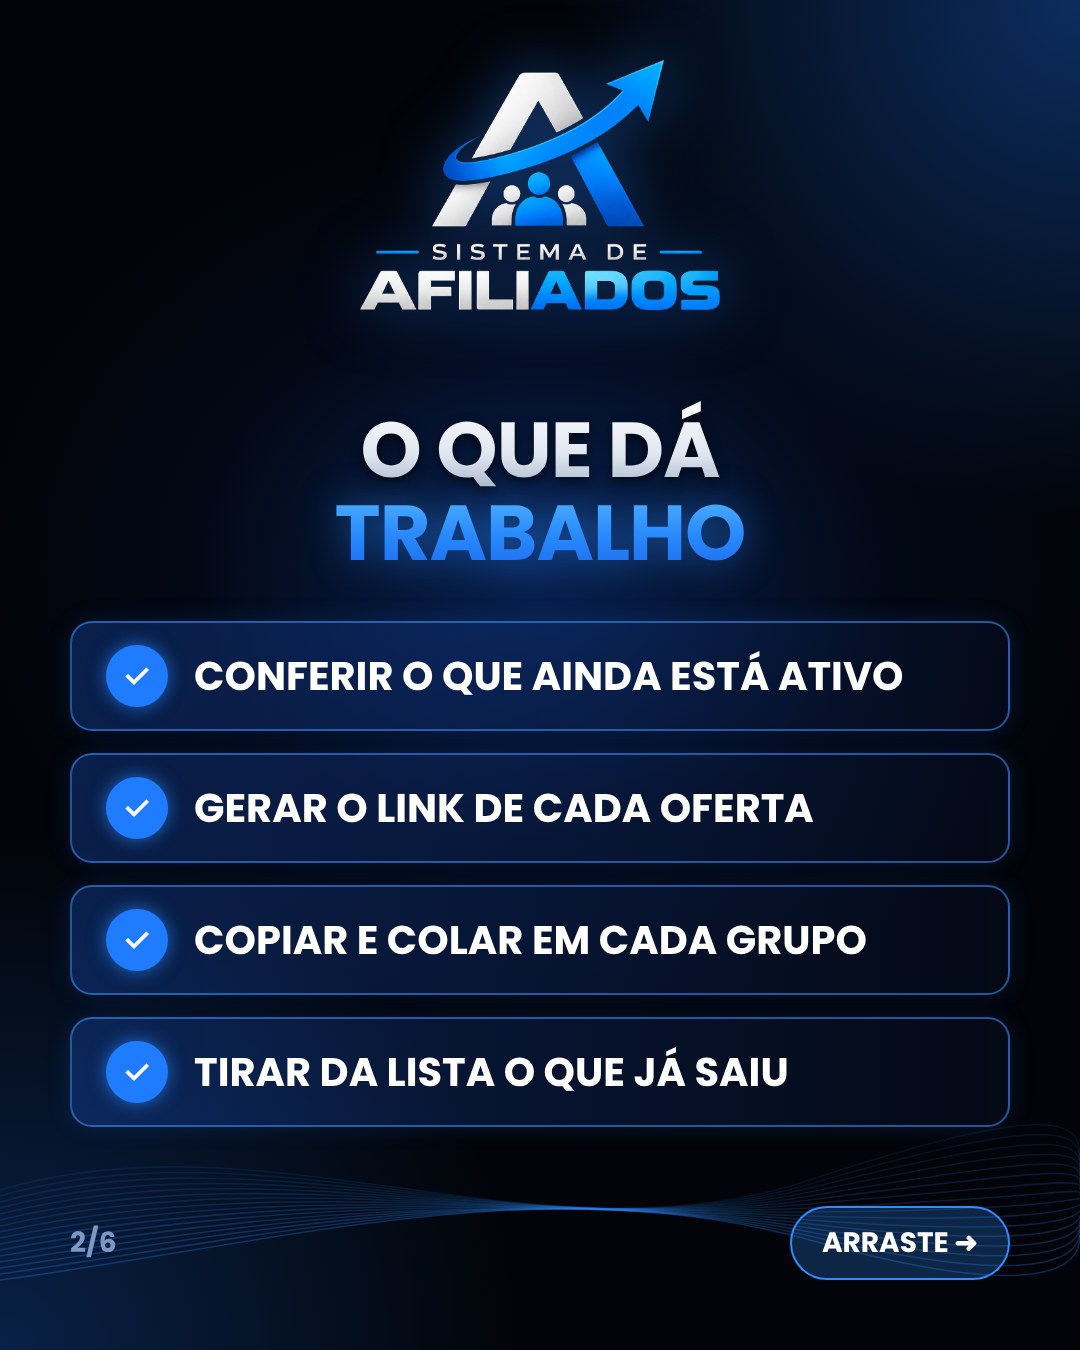 SISTEMA DE
AFILIADOS
O QUE DÁ
TRABALHO
CONFERIR O QUE AINDA ESTÁ ATIVO
GERAR O LINK DE CADA OFERTA
COPIAR E COLAR EM CADA GRUPO
TIRAR DA LISTA O QUE JÁ SAIU
2/6
ARRASTE →